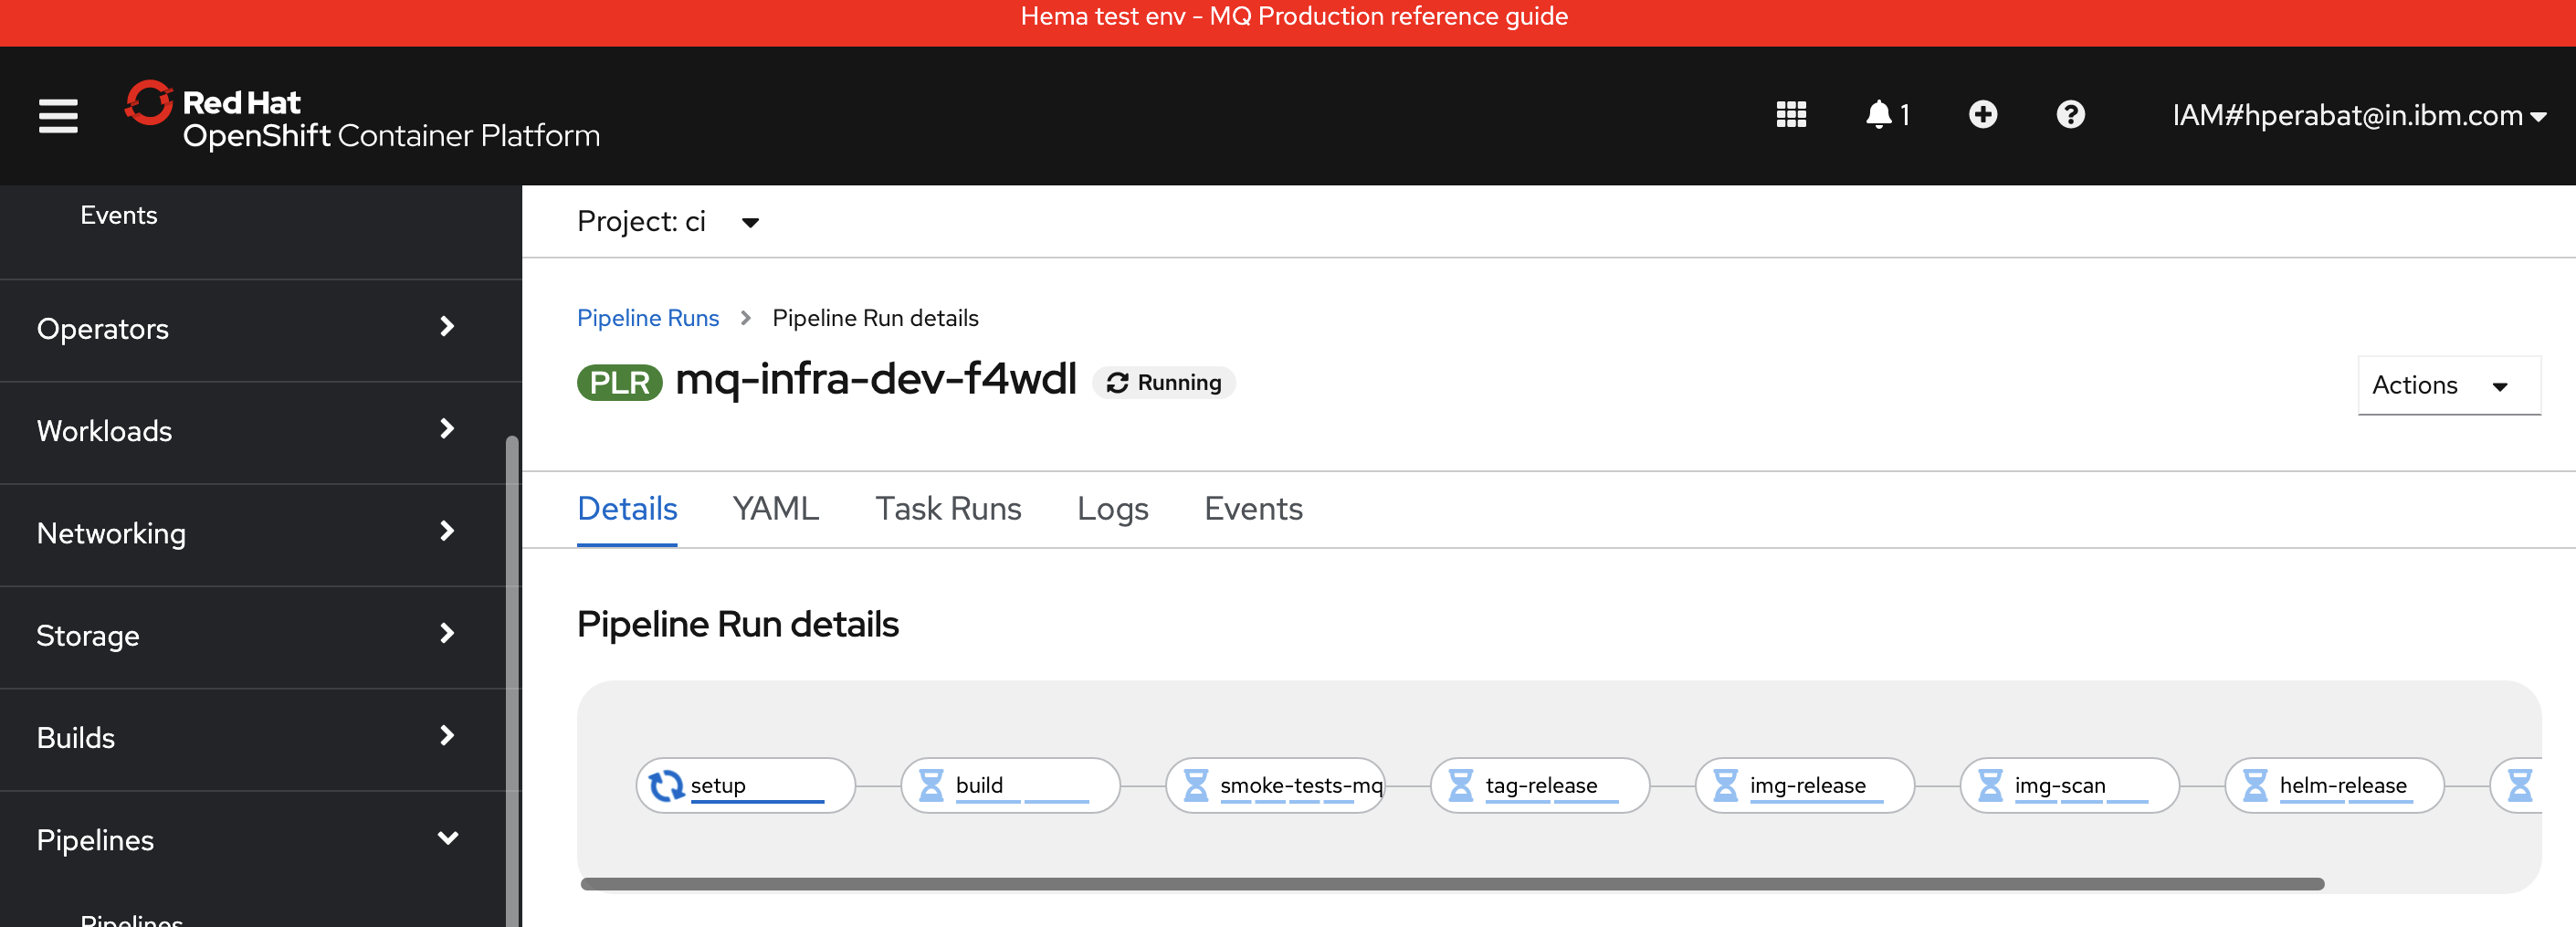 Hema test env - MQ Production reference guide
Red Hat
OpenShift Container Platform
1
IAM#hperabat@in.ibm.com
Events
Operators
Workloads
Networking
Storage
Builds
Pipelines
Pipelines
Project: ci
Pipeline Runs > Pipeline Run details
PLR mq-infra-dev-f4wdl Running
Actions
Details YAML Task Runs Logs Events
Pipeline Run details
setup build smoke-tests-mq tag-release img-release img-scan helm-release